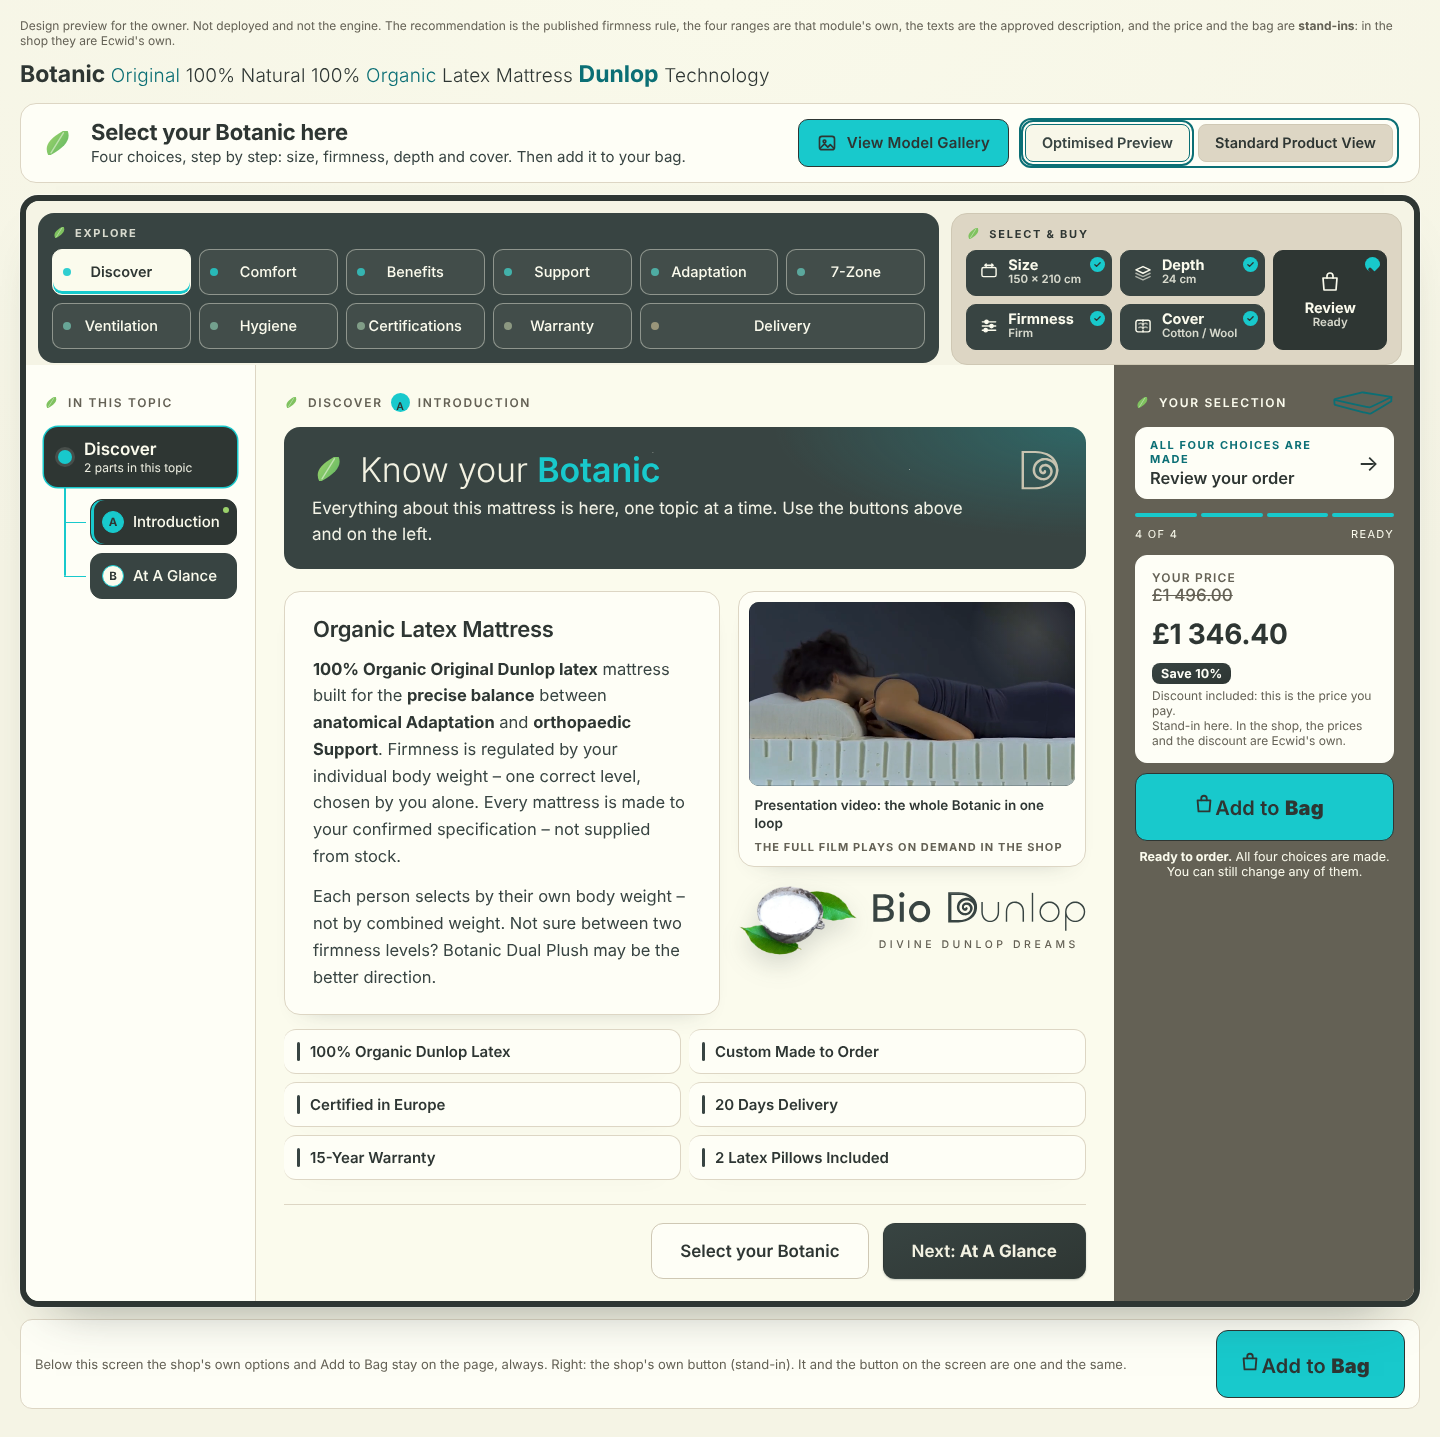 Design preview for the owner. Not deployed and not the engine. The recommendation is the published firmness rule, the four ranges are that module's own, the texts are the approved description, and the price and the bag are stand-ins: in the
shop they are Ecwid's own.
Botanic Original 100% Natural 100% Organic Latex Mattress Dunlop Technology
Select your Botanic here
Four choices, step by step: size, firmness, depth and cover. Then add it to your bag.
View Model Gallery
Optimised Preview
Standard Product View
EXPLORE
Discover
Comfort
Benefits
Support
Adaptation
7-Zone
Ventilation
Hygiene
Certifications
Warranty
Delivery
SELECT & BUY
Size
150 × 210 cm
Depth
24 cm
Firmness
Firm
Cover
Cotton / Wool
Review
Ready
IN THIS TOPIC
Discover
2 parts in this topic
A Introduction
B At A Glance
DISCOVER A INTRODUCTION
Know your Botanic
Everything about this mattress is here, one topic at a time. Use the buttons above
and on the left.
Organic Latex Mattress
100% Organic Original Dunlop latex mattress
built for the precise balance between
anatomical Adaptation and orthopaedic
Support. Firmness is regulated by your
individual body weight – one correct level,
chosen by you alone. Every mattress is made to
your confirmed specification – not supplied
from stock.
Each person selects by their own body weight –
not by combined weight. Not sure between two
firmness levels? Botanic Dual Plush may be the
better direction.
Presentation video: the whole Botanic in one
loop
THE FULL FILM PLAYS ON DEMAND IN THE SHOP
Bio Dunlop
DIVINE DUNLOP DREAMS
100% Organic Dunlop Latex
Custom Made to Order
Certified in Europe
20 Days Delivery
15-Year Warranty
2 Latex Pillows Included
Select your Botanic
Next: At A Glance
YOUR SELECTION
ALL FOUR CHOICES ARE
MADE
Review your order
4 OF 4
READY
YOUR PRICE
£1 496.00
£1 346.40
Save 10%
Discount included: this is the price you
pay.
Stand-in here. In the shop, the prices
and the discount are Ecwid's own.
Add to Bag
Ready to order. All four choices are made.
You can still change any of them.
Below this screen the shop's own options and Add to Bag stay on the page, always. Right: the shop's own button (stand-in). It and the button on the screen are one and the same.
Add to Bag